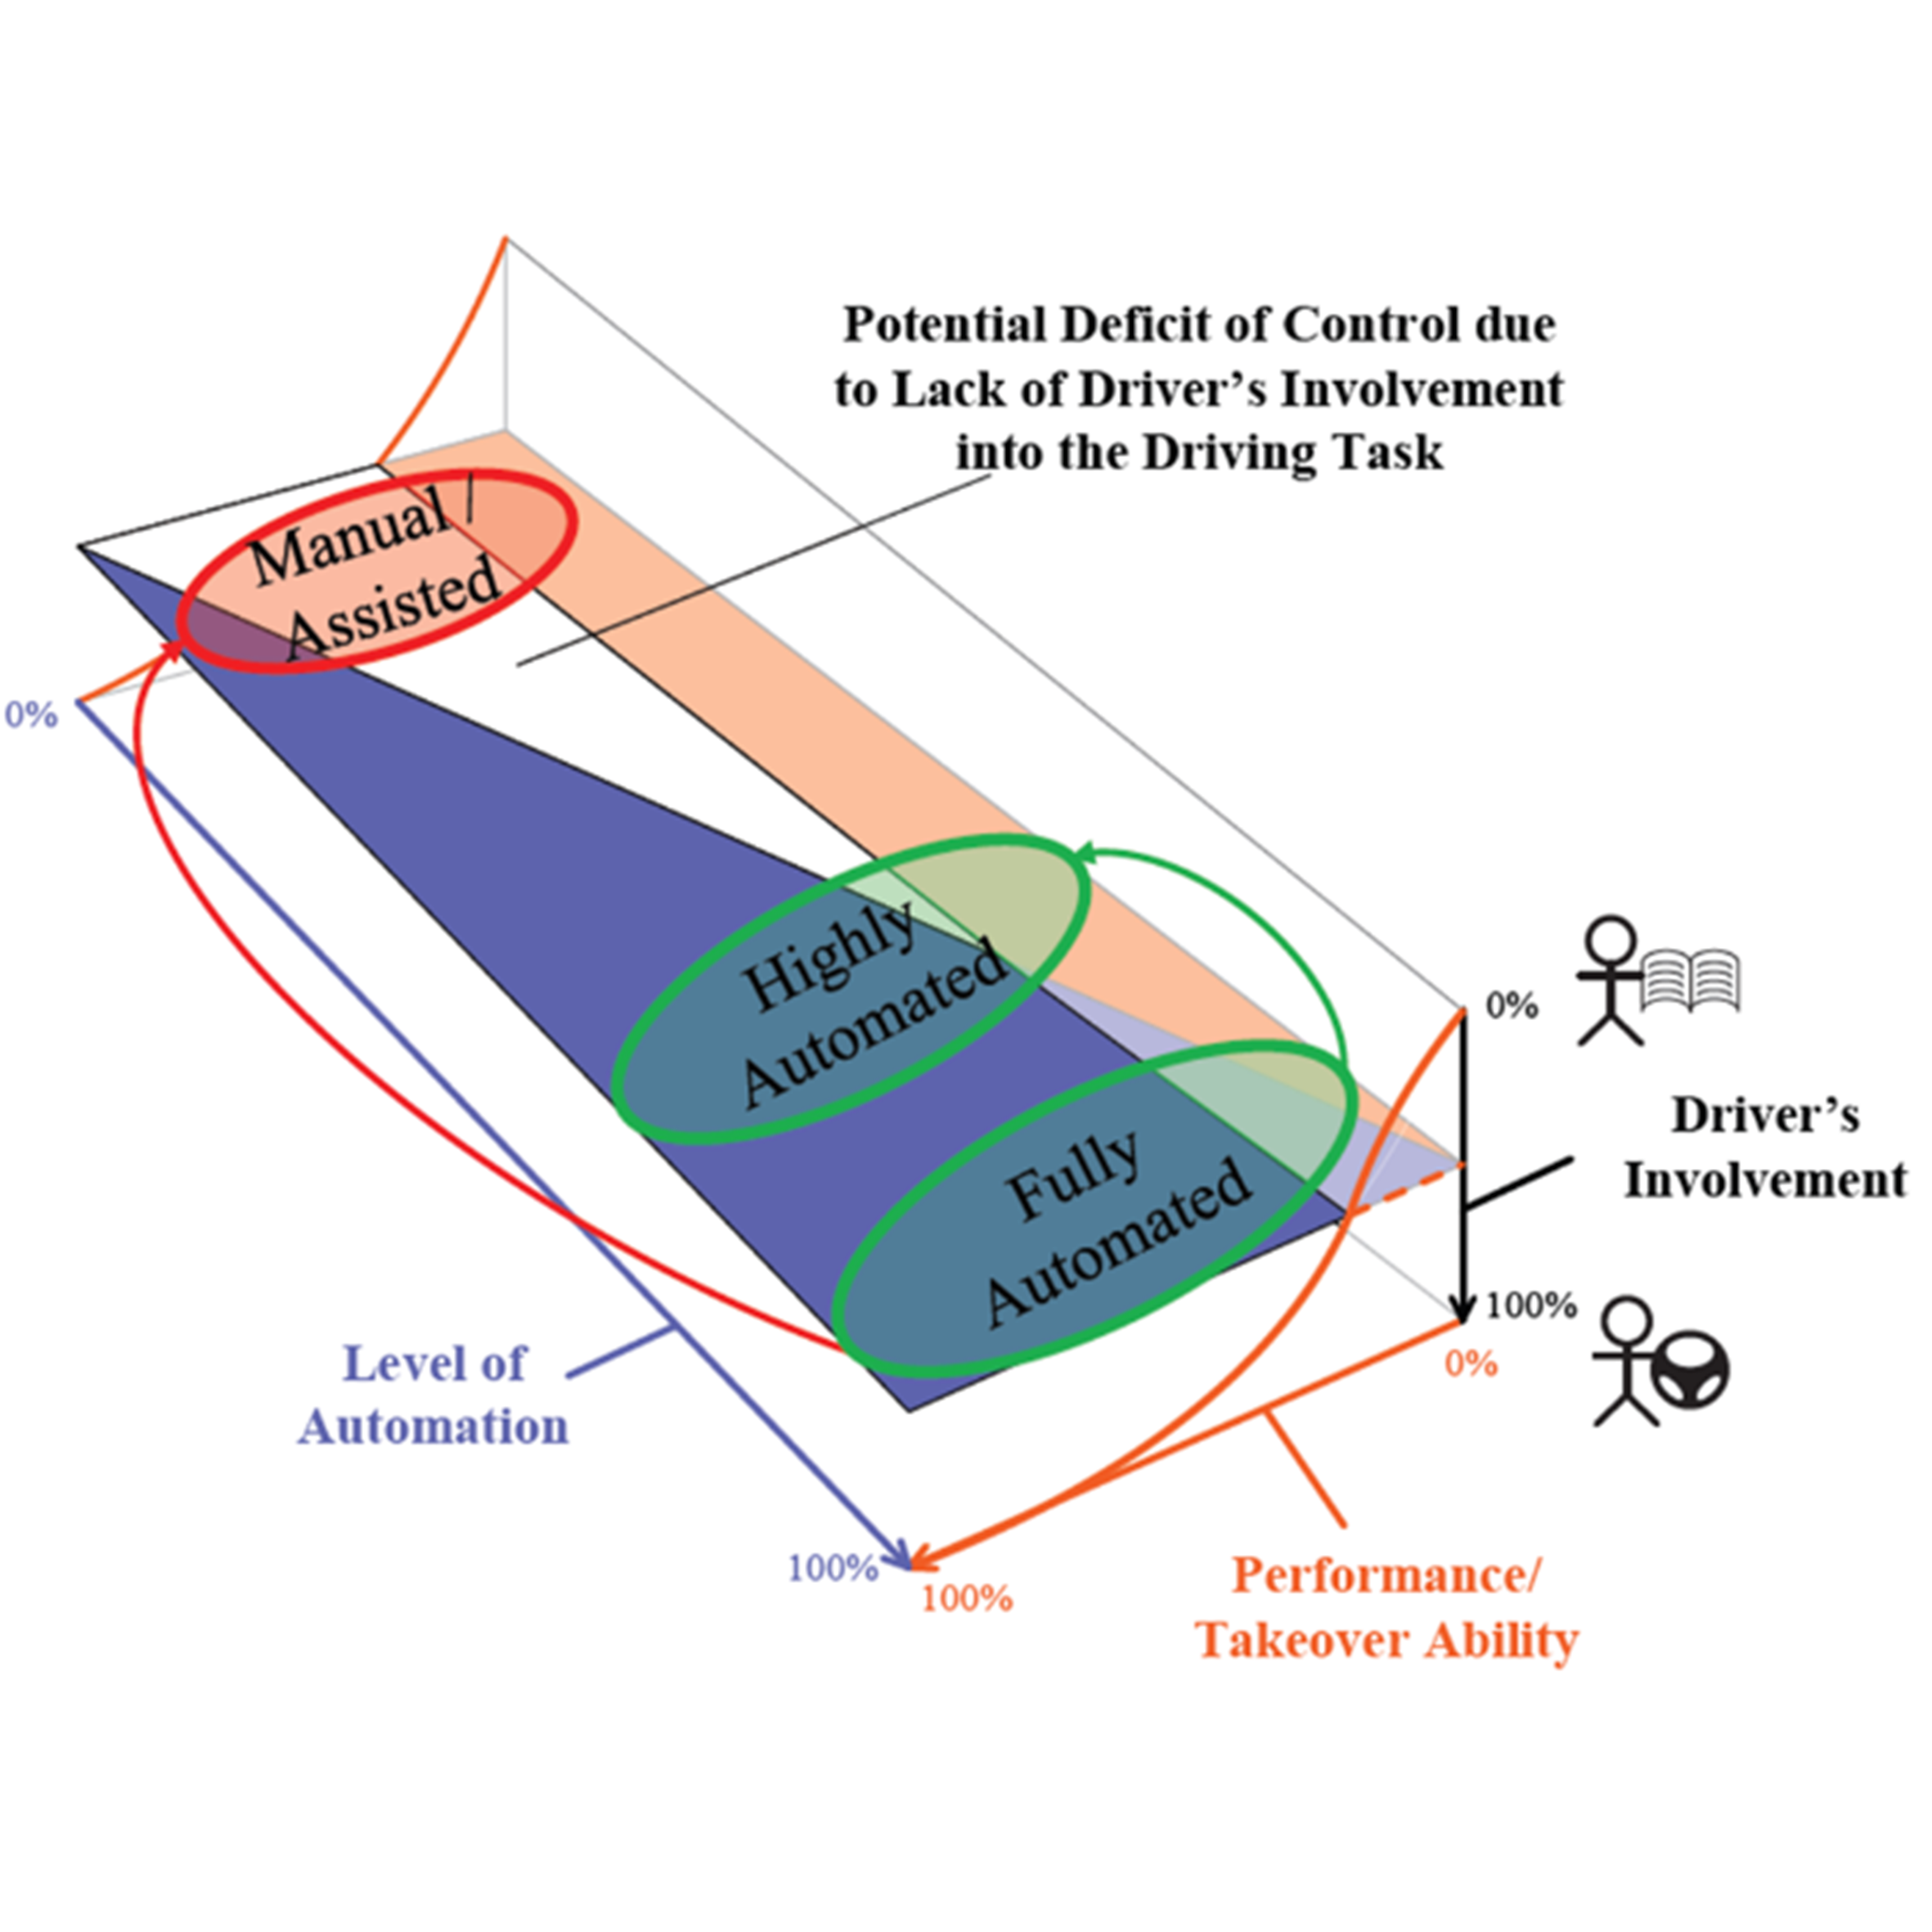 Potential Deficit of Control due
to Lack of Driver's Involvement
into the Driving Task
Manual |
Assisted
0%
Highly
Automated
0%
Driver's
Involvement
Fully
Automated
100%
0%
Level of
Automation
100%
100%
Performance/
Takeover Ability